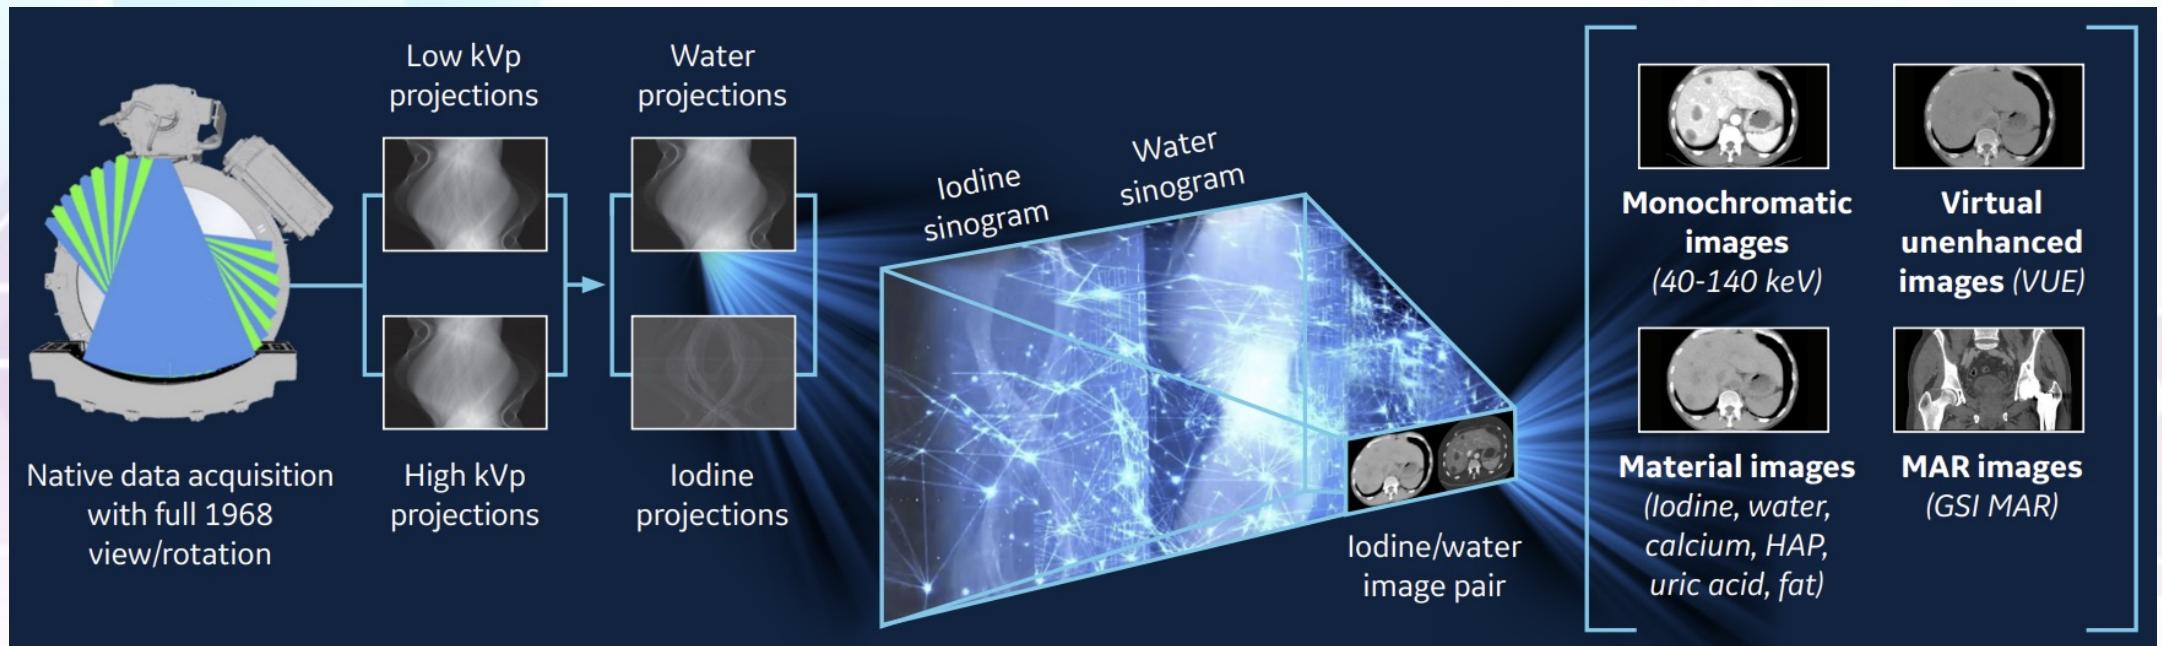 Low kVp
projections
Water
projections
Native data acquisition
with full 1968
view/rotation
High kVp
projections
Iodine
projections
Iodine
sinogram
Water
sinogram
Iodine/water
image pair
Monochromatic
images
(40-140 keV)
Virtual
unenhanced
images (VUE)
Material images
(Iodine, water,
calcium, HAP,
uric acid, fat)
MAR images
(GSI MAR)